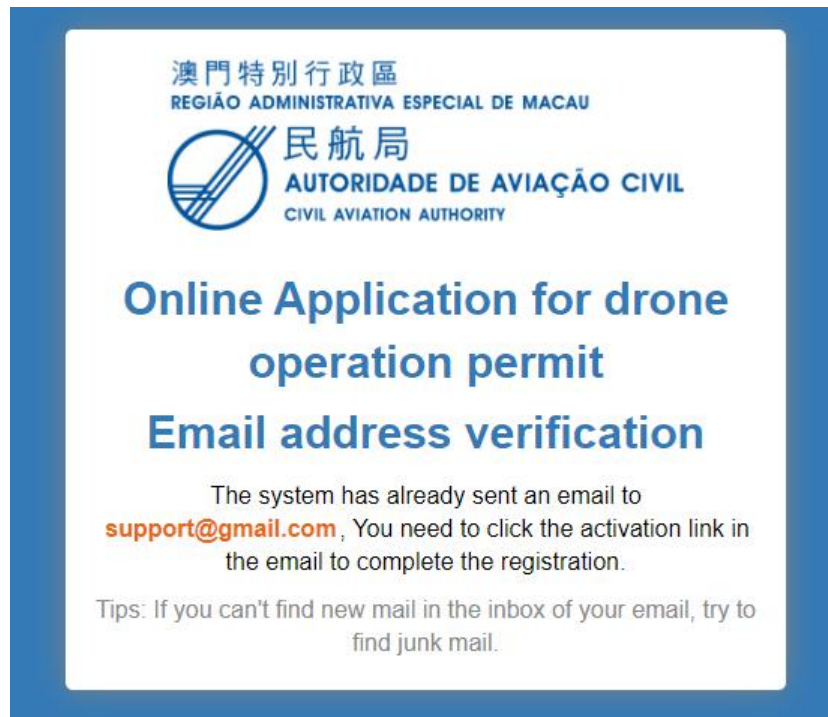 澳門特別行政區
REGIÃO ADMINISTRATIVA ESPECIAL DE MACAU
民航局
AUTORIDADE DE AVIAÇÃO CIVIL
CIVIL AVIATION AUTHORITY
Online Application for drone
operation permit
Email address verification
The system has already sent an email to
support@gmail.com , You need to click the activation link in
the email to complete the registration.
Tips: If you can't find new mail in the inbox of your email, try to
find junk mail.